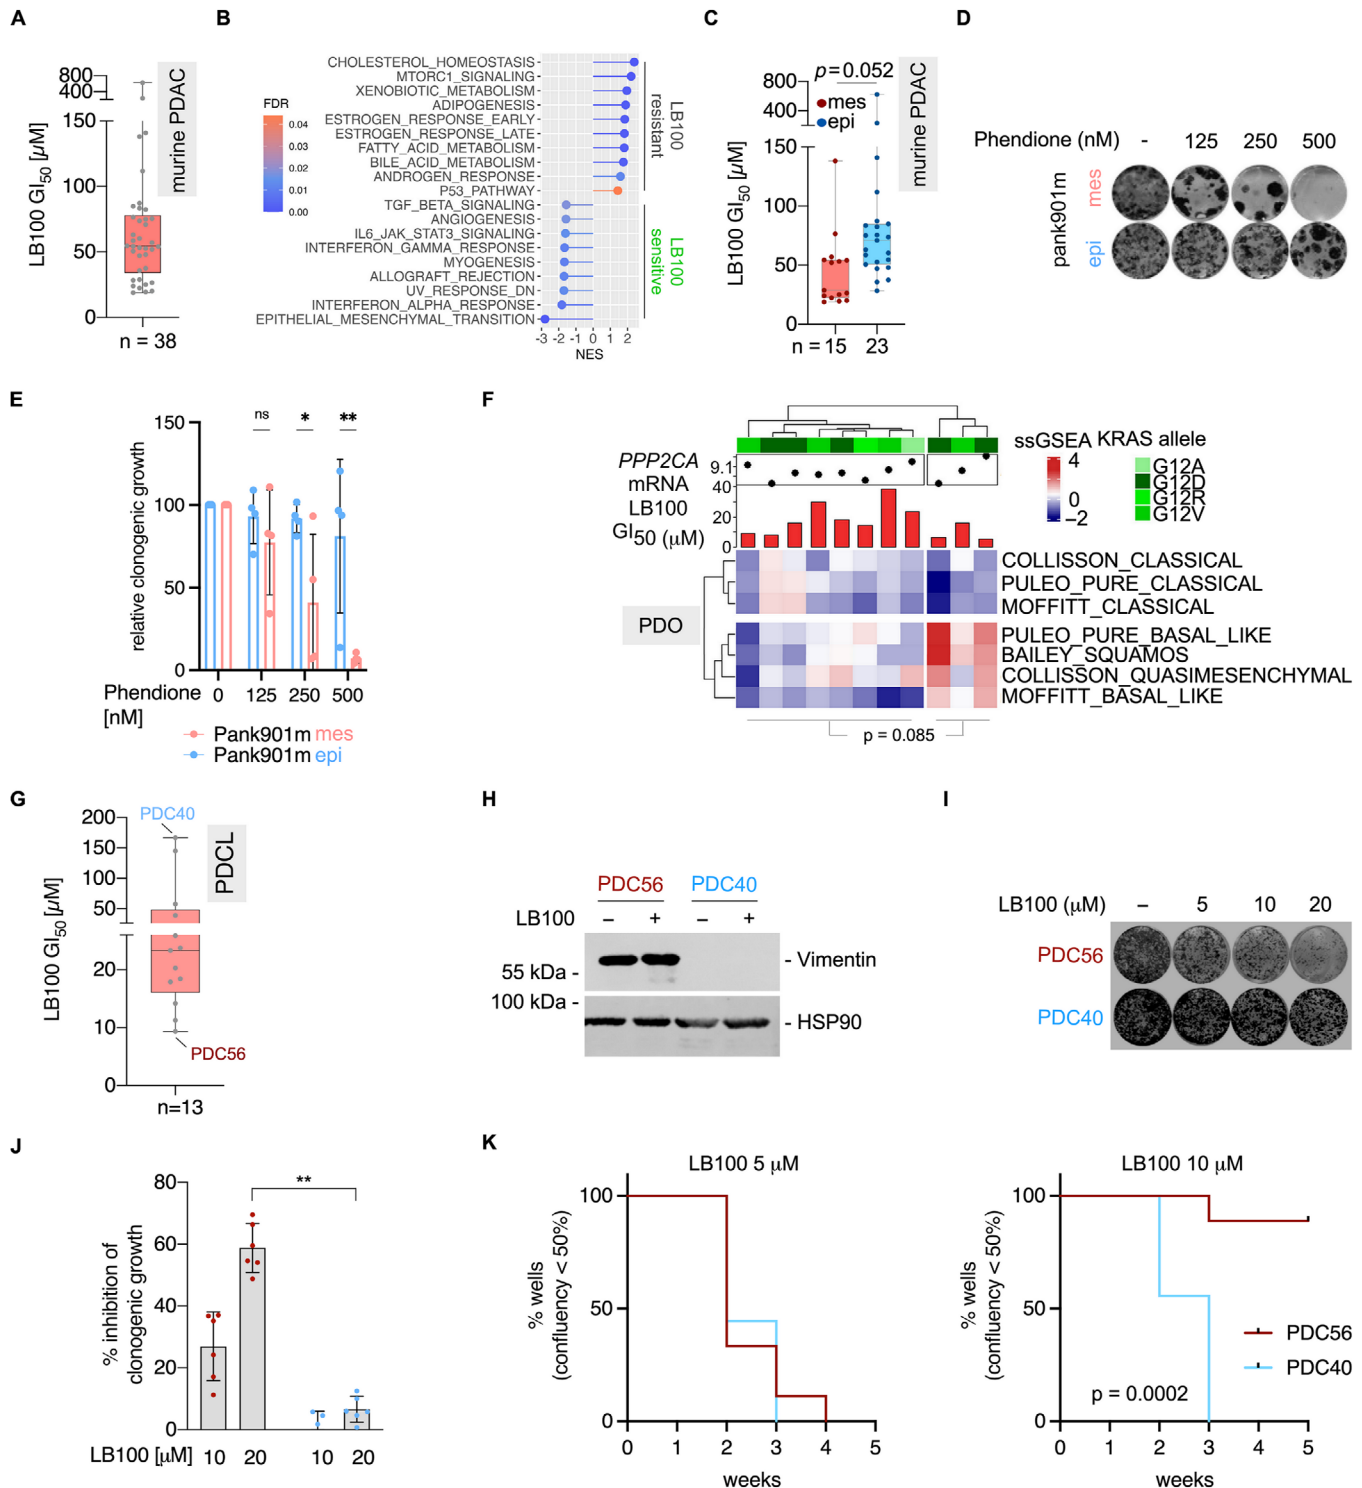 A
800
400
150
100
50
0
LB100 GI50 [µM]
murine PDAC
n = 38
B
FDR
0.04
0.03
0.02
0.01
0.00
CHOLESTEROL_HOMEOSTASIS
MTORC1_SIGNALING
XENOBIOTIC_METABOLISM
ADIPOGENESIS
ESTROGEN_RESPONSE_EARLY
ESTROGEN_RESPONSE_LATE
FATTY_ACID_METABOLISM
BILE_ACID_METABOLISM
ANDROGEN_RESPONSE
P53_PATHWAY
TGF_BETA_SIGNALING
ANGIOGENESIS
IL6_JAK_STAT3_SIGNALING
INTERFERON_GAMMA_RESPONSE
MYOGENESIS
ALLOGRAFT_REJECTION
UV_RESPONSE_DN
INTERFERON_ALPHA_RESPONSE
EPITHELIAL_MESENCHYMAL_TRANSITION
-3 -2 -1 0 1 2
NES
LB100
resistant
LB100
sensitive
C
p = 0.052
mes
epi
800
600
400
200
150
100
50
0
LB100 GI50 [µM]
murine PDAC
n = 15 23
D
Phendione (nM) - 125 250 500
pank901m
mes
epi
E
ns * **
150
100
50
0
relative clonogenic growth
0 125 250 500
Phendione
[nM]
Pank901m mes
Pank901m epi
F
PPP2CA
mRNA
9.1
LB100
GI50 (µM)
40
20
0
ssGSEA
4
0
−2
KRAS allele
G12A
G12D
G12R
G12V
COLLISSON_CLASSICAL
PULEO_PURE_CLASSICAL
MOFFITT_CLASSICAL
PDO
PULEO_PURE_BASAL_LIKE
BAILEY_SQUAMOS
COLLISSON_QUASIMESENCHYMAL
MOFFITT_BASAL_LIKE
p = 0.085
G
PDC40
200
150
100
50
20
10
0
LB100 GI50 [µM]
PDCL
PDC56
n=13
H
PDC56 PDC40
LB100 – + – +
55 kDa -
- Vimentin
100 kDa -
- HSP90
I
LB100 (µM) – 5 10 20
PDC56
PDC40
J
**
80
60
40
20
0
% inhibition of
clonogenic growth
LB100 [µM] 10 20 10 20
K
LB100 5 µM
100
50
0
% wells
(confluency < 50%)
0 1 2 3 4 5
weeks
LB100 10 µM
100
50
0
% wells
(confluency < 50%)
p = 0.0002
PDC56
PDC40
0 1 2 3 4 5
weeks